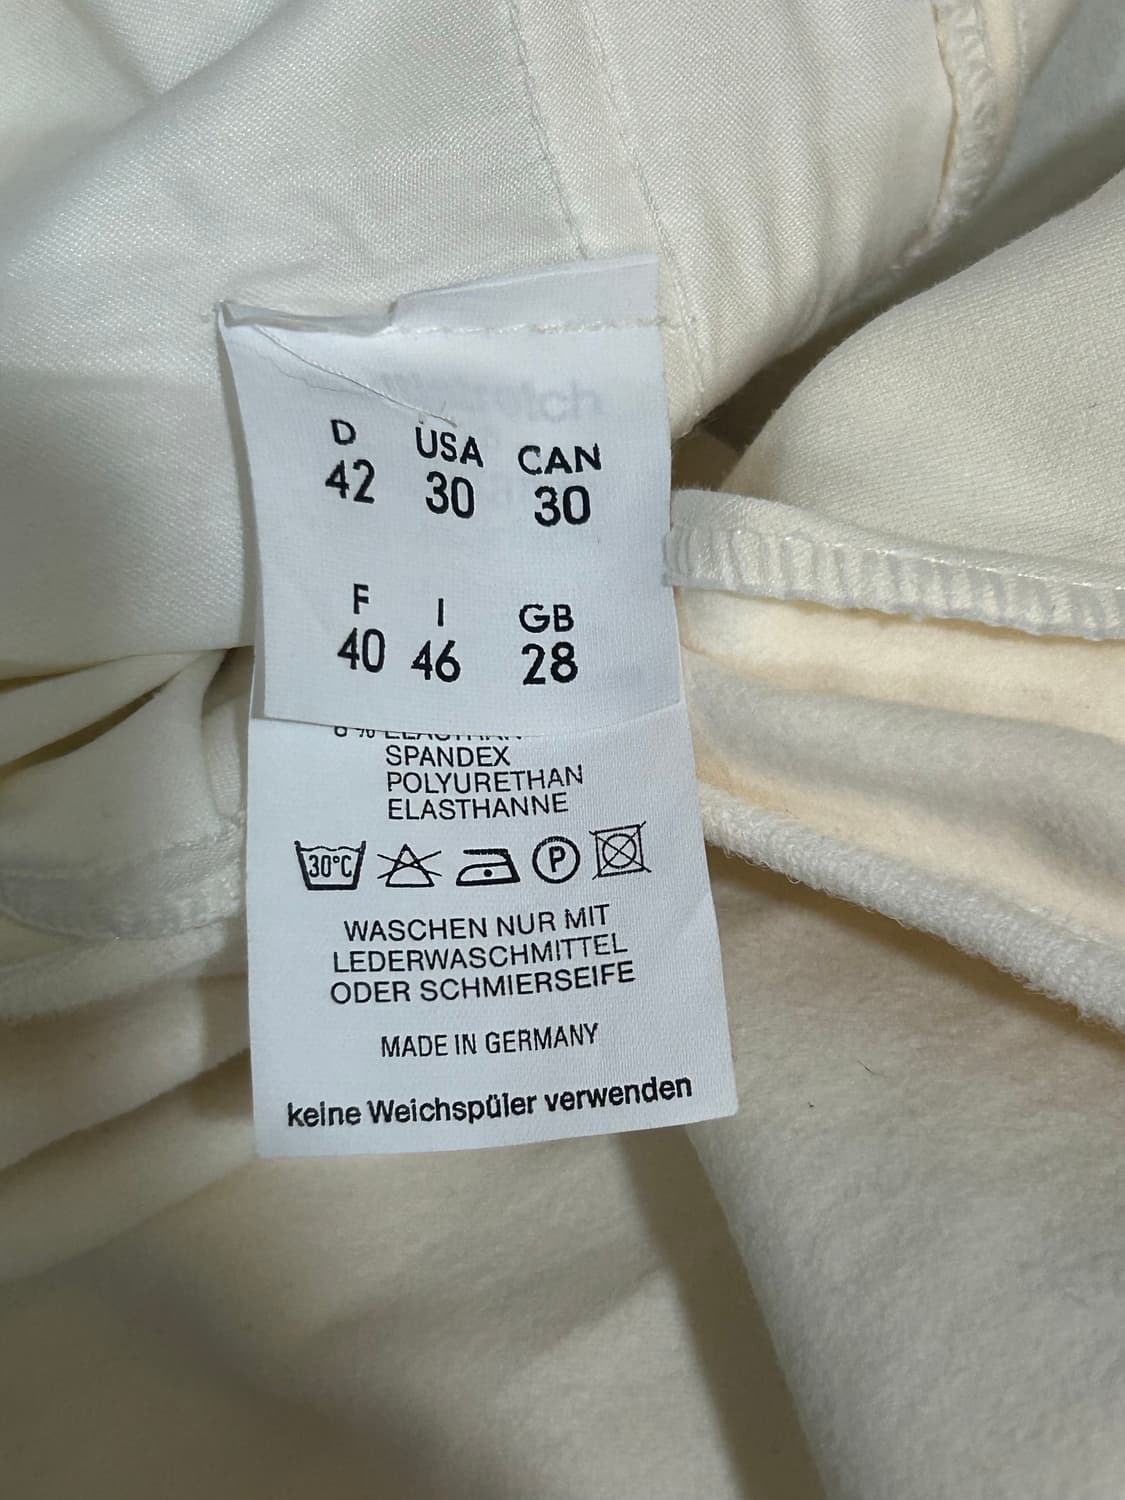 D USA CAN
42 30 30
F I GB
40 46 28
SPANDEX
POLYURETHAN
ELASTHANNE
30°C P
WASCHEN NUR MIT
LEDERWASCHMITTEL
ODER SCHMIERSEIFE
MADE IN GERMANY
keine Weichspüler verwenden